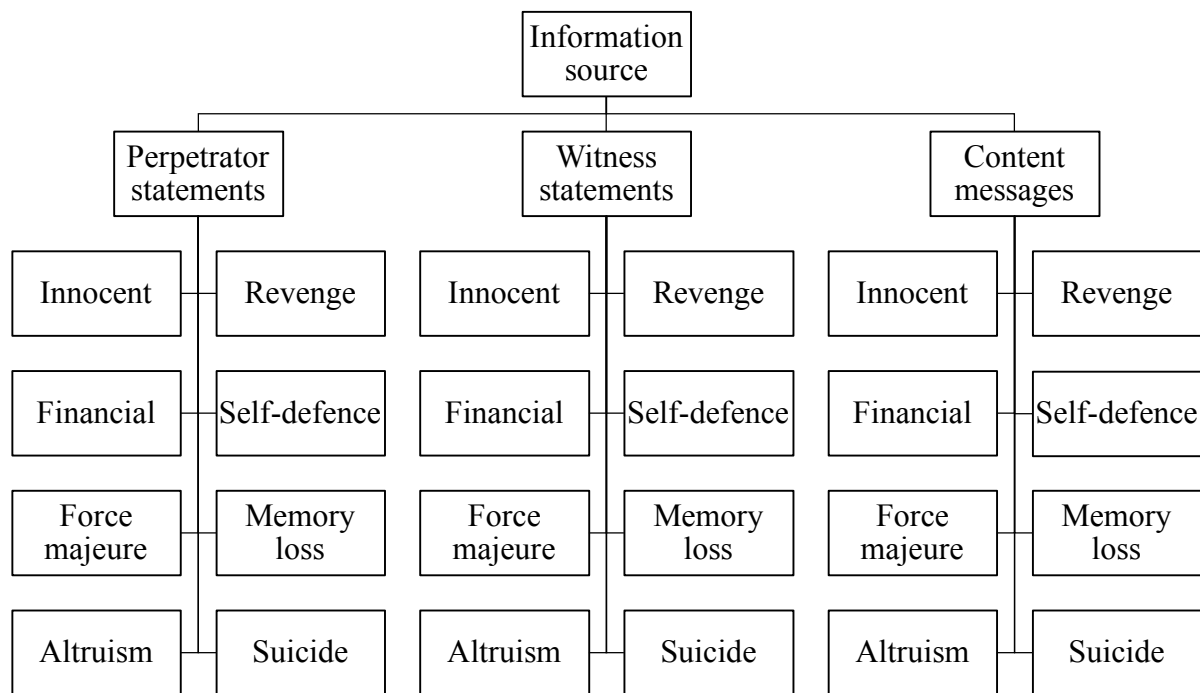 Information
source
Perpetrator
statements
Witness
statements
Content
messages
Innocent
Revenge
Innocent
Revenge
Innocent
Revenge
Financial
Self-defence
Financial
Self-defence
Financial
Self-defence
Force
majeure
Memory
loss
Force
majeure
Memory
loss
Force
majeure
Memory
loss
Altruism
Suicide
Altruism
Suicide
Altruism
Suicide